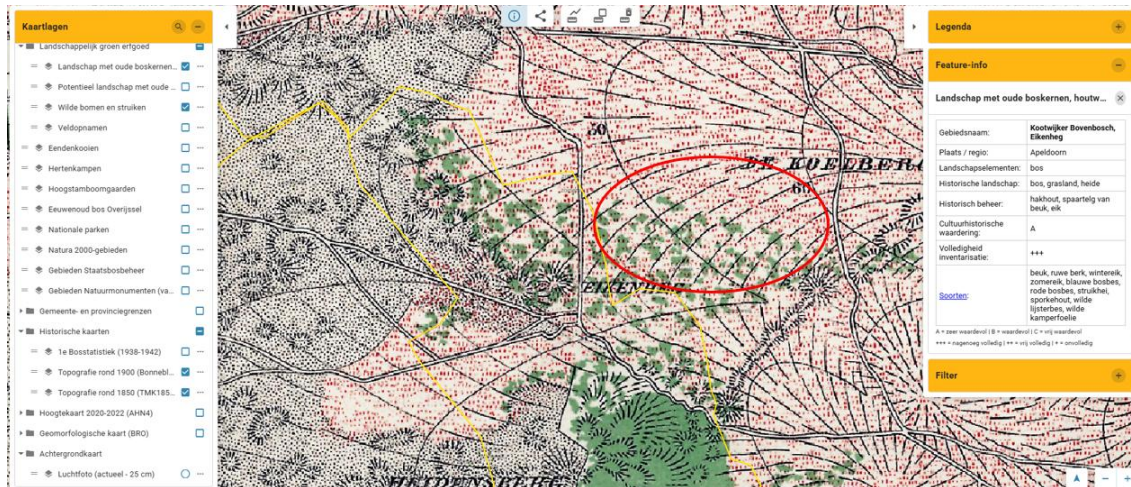 Kaartlagen
Landschappelijk groen erfgoed
Landschap met oude boskernen...
Potentieel landschap met oude ...
Wilde bomen en struiken
Veldopnamen
Eendenkooien
Hertenkampen
Hoogstamboomgaarden
Eeuwenoud bos Overijssel
Nationale parken
Natura 2000-gebieden
Gebieden Staatsbosbeheer
Gebieden Natuurmonumenten (va...
Gemeente- en provinciegrenzen
Historische kaarten
1e Bosstatistiek (1938-1942)
Topografie rond 1900 (Bonnebl...
Topografie rond 1850 (TMK185...
Hoogtekaart 2020-2022 (AHN4)
Geomorfologische kaart (BRO)
Achtergrondkaart
Luchtfoto (actueel - 25 cm)
50
KOELBERG
60
HEIDENSBERG
Legenda
Feature-info
Landschap met oude boskernen, houtw...
Gebiedsnaam: Kootwijker Bovenbosch,
Eikenheg
Plaats / regio: Apeldoorn
Landschapselementen: bos
Historische landschap: bos, grasland, heide
Historisch beheer: hakhout, spaartelg van
beuk, eik
Cultuurhistorische
waardering: A
Volledigheid
inventarisatie: +++
Soorten: beuk, ruwe berk, wintereik,
zomereik, blauwe bosbes,
rode bosbes, struikhei,
sporkehout, wilde
lijsterbes, wilde
kamperfoelie
A = zeer waardevol | B = waardevol | C = vrij waardevol
+++ = nagenoeg volledig | ++ = vrij volledig | + = onvolledig
Filter